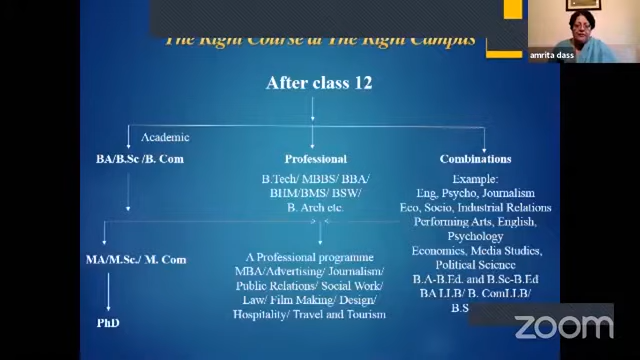 The Right Course at The Right Campus
amrita dass
After class 12
Academic
BA/B.Sc /B. Com
Professional
Combinations
B.Tech/ MBBS/ BBA/
BHM/BMS/ BSW/
B. Arch etc.
Example:
Eng, Psycho, Journalism
Eco, Socio, Industrial Relations
Performing Arts, English,
Psychology
Economics, Media Studies,
Political Science
B.A-B.Ed. and B.Sc-B.Ed
BA LLB/ B. ComLLB/
B.S
MA/M.Sc./ M. Com
A Professional programme
MBA/Advertising/ Journalism/
Public Relations/ Social Work/
Law/ Film Making/ Design/
Hospitality/ Travel and Tourism
PhD
zoom